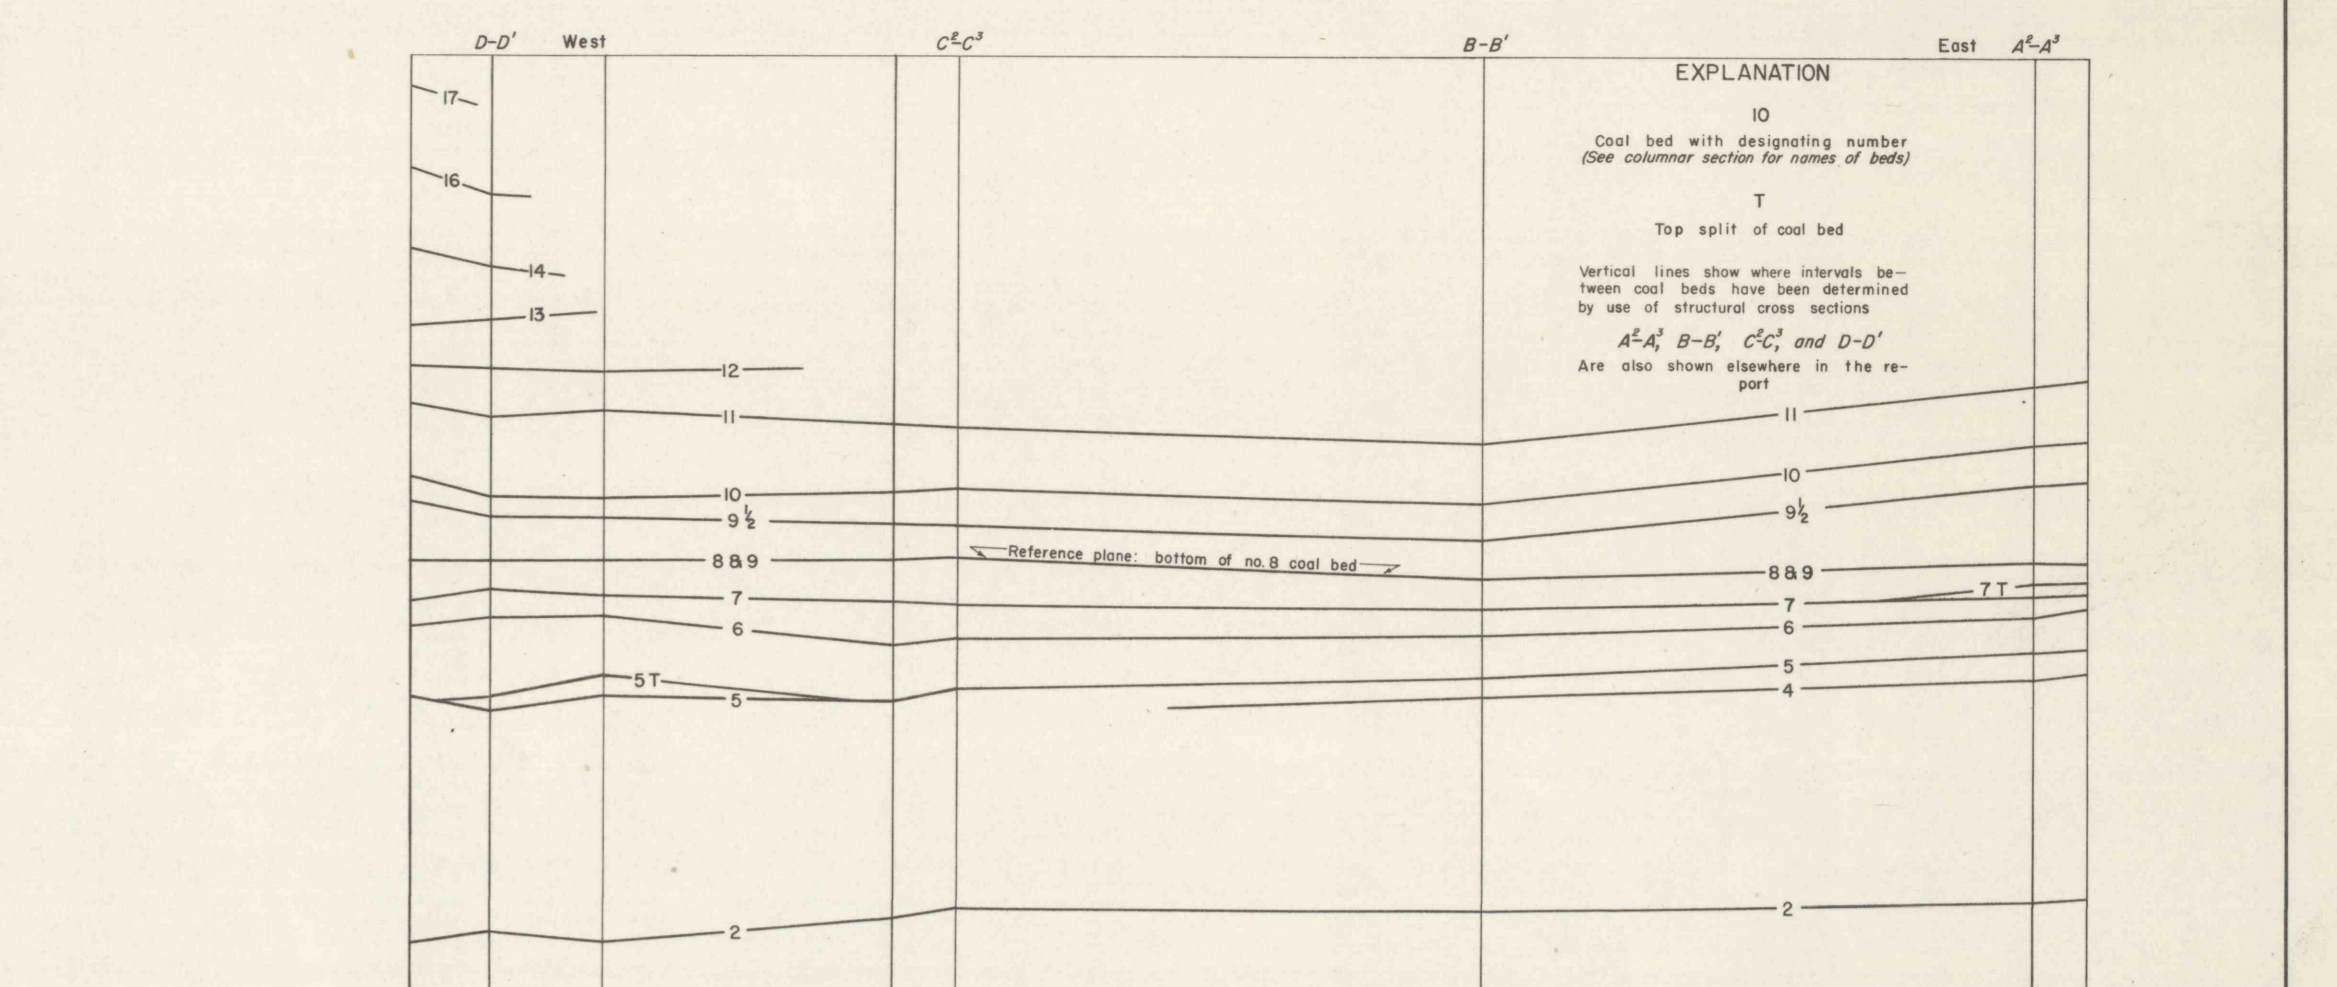 D-D' West C²-C³ B-B' East A²-A³
EXPLANATION
10
Coal bed with designating number
(See columnar section for names of beds)
T
Top split of coal bed
Vertical lines show where intervals be-
tween coal beds have been determined
by use of structural cross sections
A²-A³, B-B', C²-C³, and D-D'
Are also shown elsewhere in the re-
port
17
16
14
13
12
11 11
10 10
9½ 9½
Reference plane: bottom of no. 8 coal bed
8&9 8&9
7T
7 7
6 6
5T 5
5 4
2 2